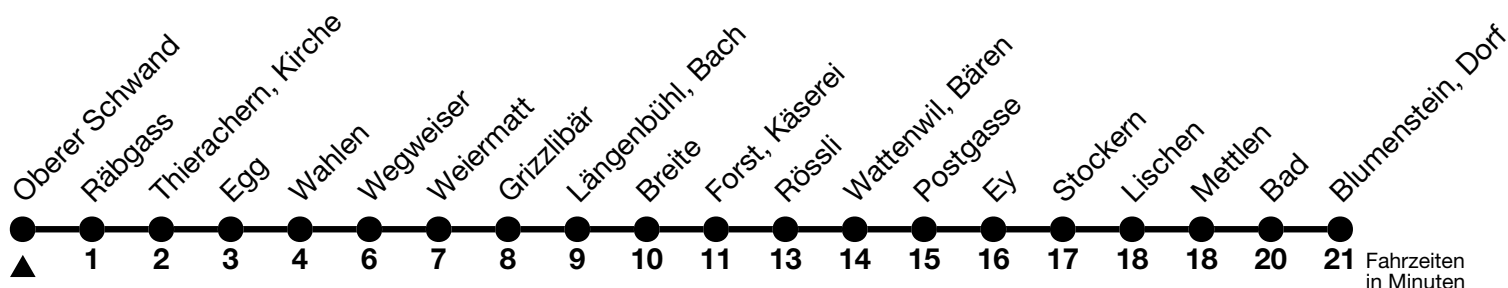 Oberer Schwand
Räbgass
Thierachern, Kirche
Egg
Wahlen
Wegweiser
Weiermatt
Grizzlibär
Längenbühl, Bach
Breite
Forst, Käserei
Rössli
Wattenwil, Bären
Postgasse
Ey
Stockern
Lischen
Mettlen
Bad
Blumenstein, Dorf
1 2 3 4 6 7 8 9 10 11 13 14 15 16 17 18 18 20 21 Fahrzeiten
in Minuten